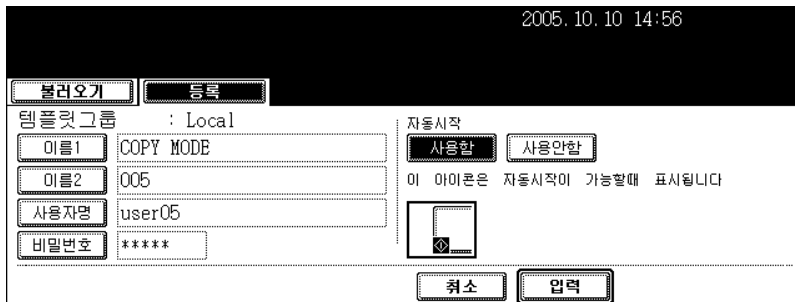 2005.10.10 14:56
불러오기 등록
템플릿그룹 : Local
이름1 COPY MODE
이름2 005
사용자명 user05
비밀번호 *****
자동시작
사용함 사용안함
이 아이콘은 자동시작이 가능할때 표시됩니다
취소 입력